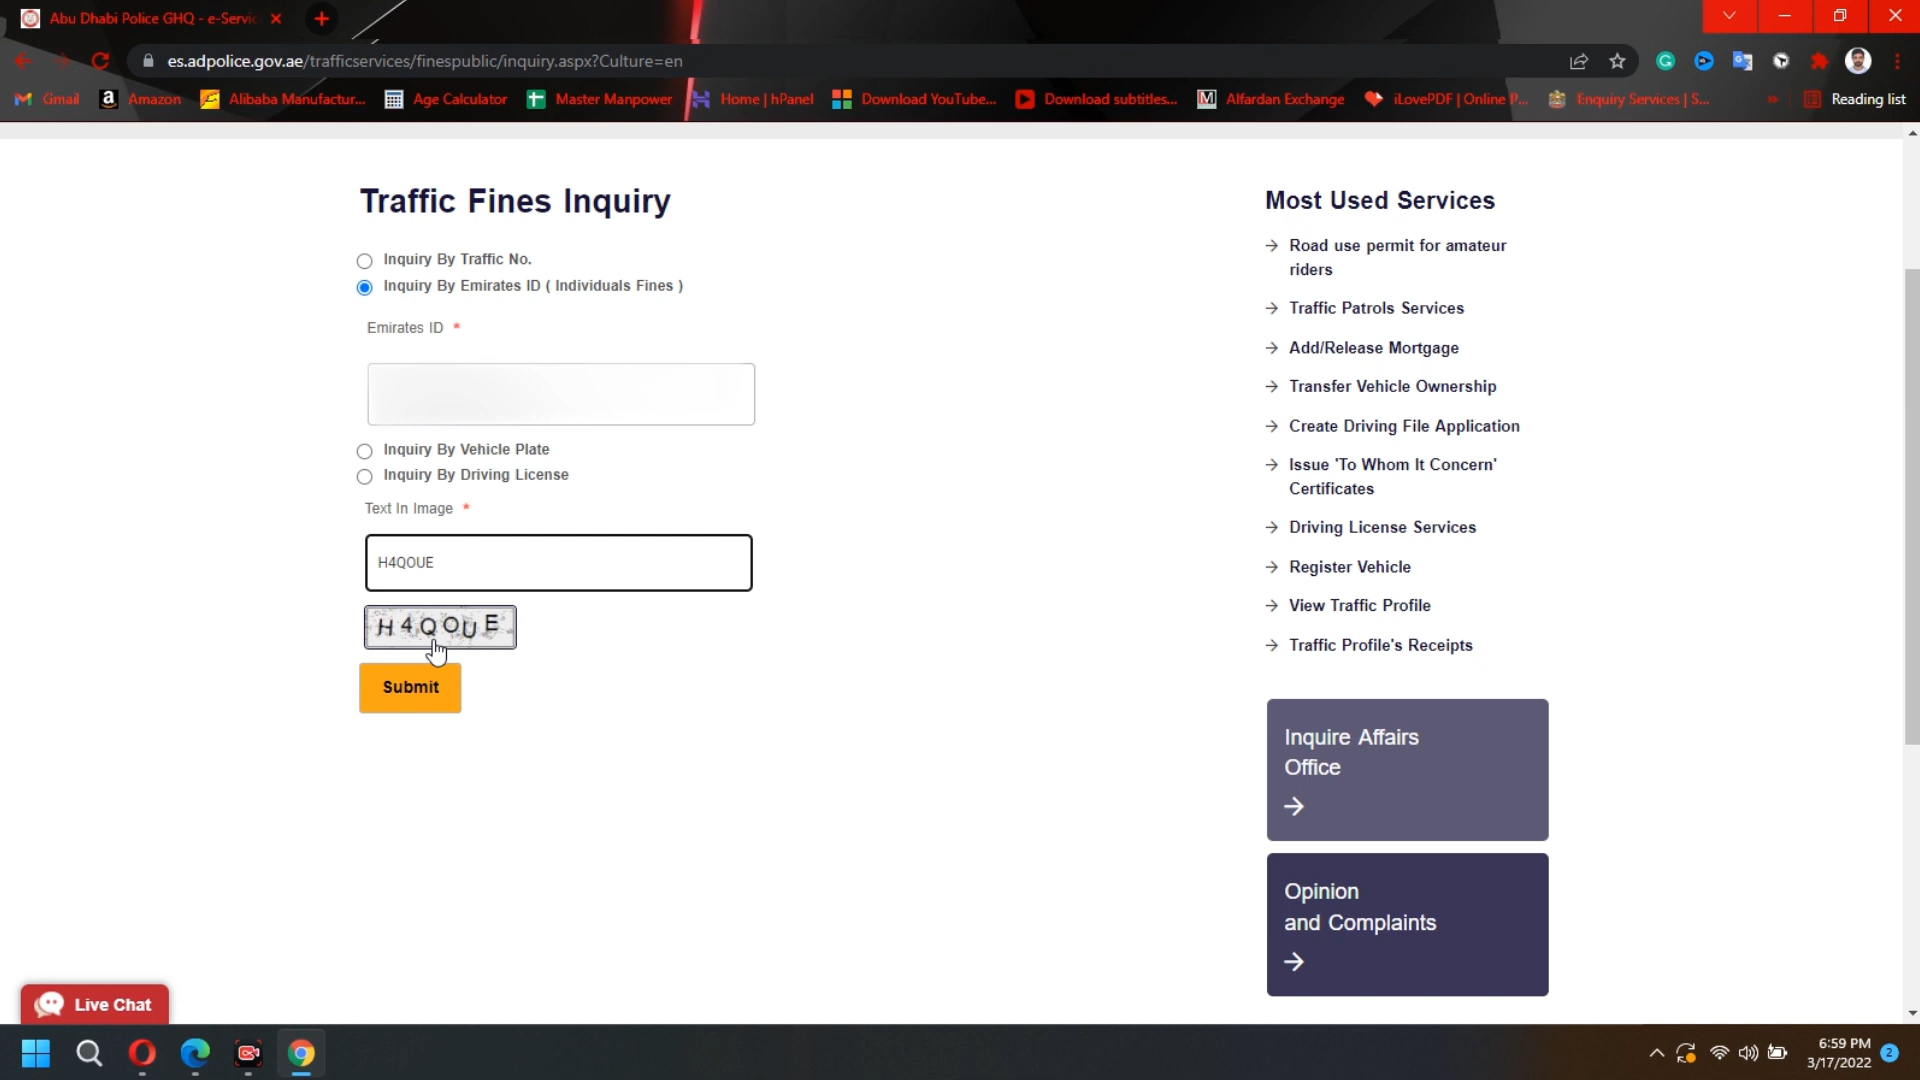 Abu Dhabi Police GHQ - e-Servic
es.adpolice.gov.ae/trafficservices/finespublic/inquiry.aspx?Culture=en
Gmail
Amazon
Alibaba Manufactur...
Age Calculator
Master Manpower
Home | hPanel
Download YouTube...
Download subtitles...
Alfardan Exchange
iLovePDF | Online P...
Enquiry Services | S...
Reading list
Traffic Fines Inquiry
Inquiry By Traffic No.
Inquiry By Emirates ID ( Individuals Fines )
Emirates ID *
Inquiry By Vehicle Plate
Inquiry By Driving License
Text In Image *
H4QOUE
H4QOUE
Submit
Most Used Services
Road use permit for amateur
riders
Traffic Patrols Services
Add/Release Mortgage
Transfer Vehicle Ownership
Create Driving File Application
Issue 'To Whom It Concern'
Certificates
Driving License Services
Register Vehicle
View Traffic Profile
Traffic Profile's Receipts
Inquire Affairs
Office
Opinion
and Complaints
Live Chat
6:59 PM
3/17/2022
2